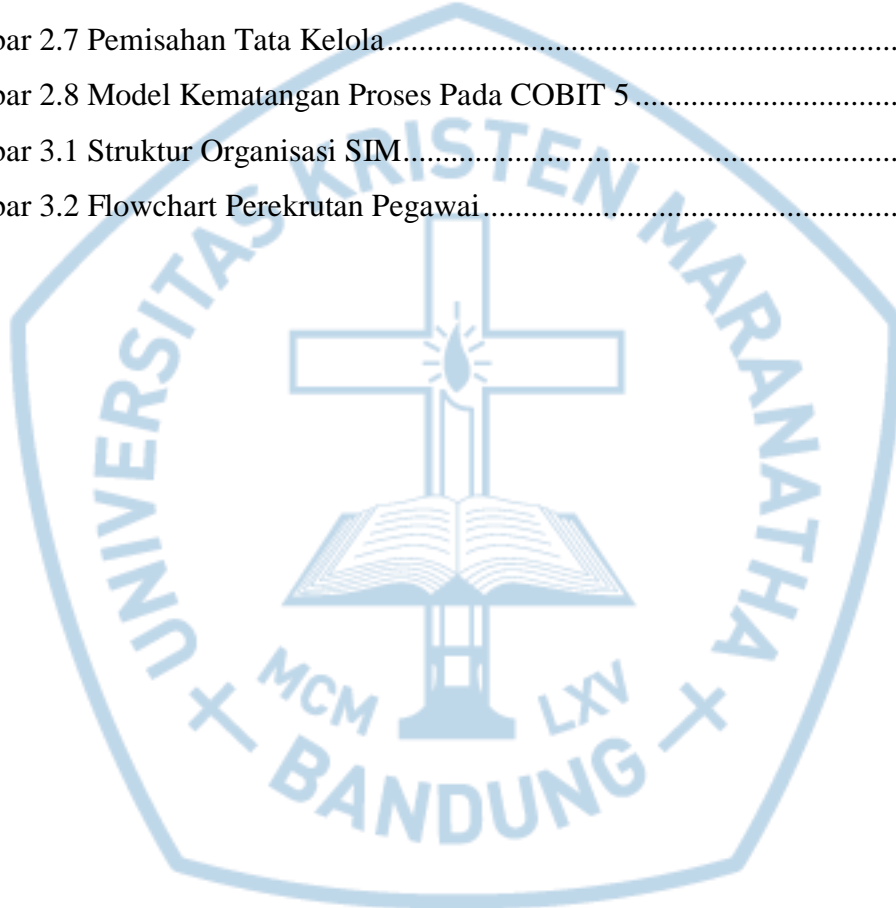 bar 2.7 Pemisahan Tata Kelola................................................................
bar 2.8 Model Kematangan Proses Pada COBIT 5................................
bar 3.1 Struktur Organisasi SIM..............................................................
bar 3.2 Flowchart Perekrutan Pegawai....................................................
UNIVERSITAS KRISTEN MARANATHA
MCM LXV
BANDUNG